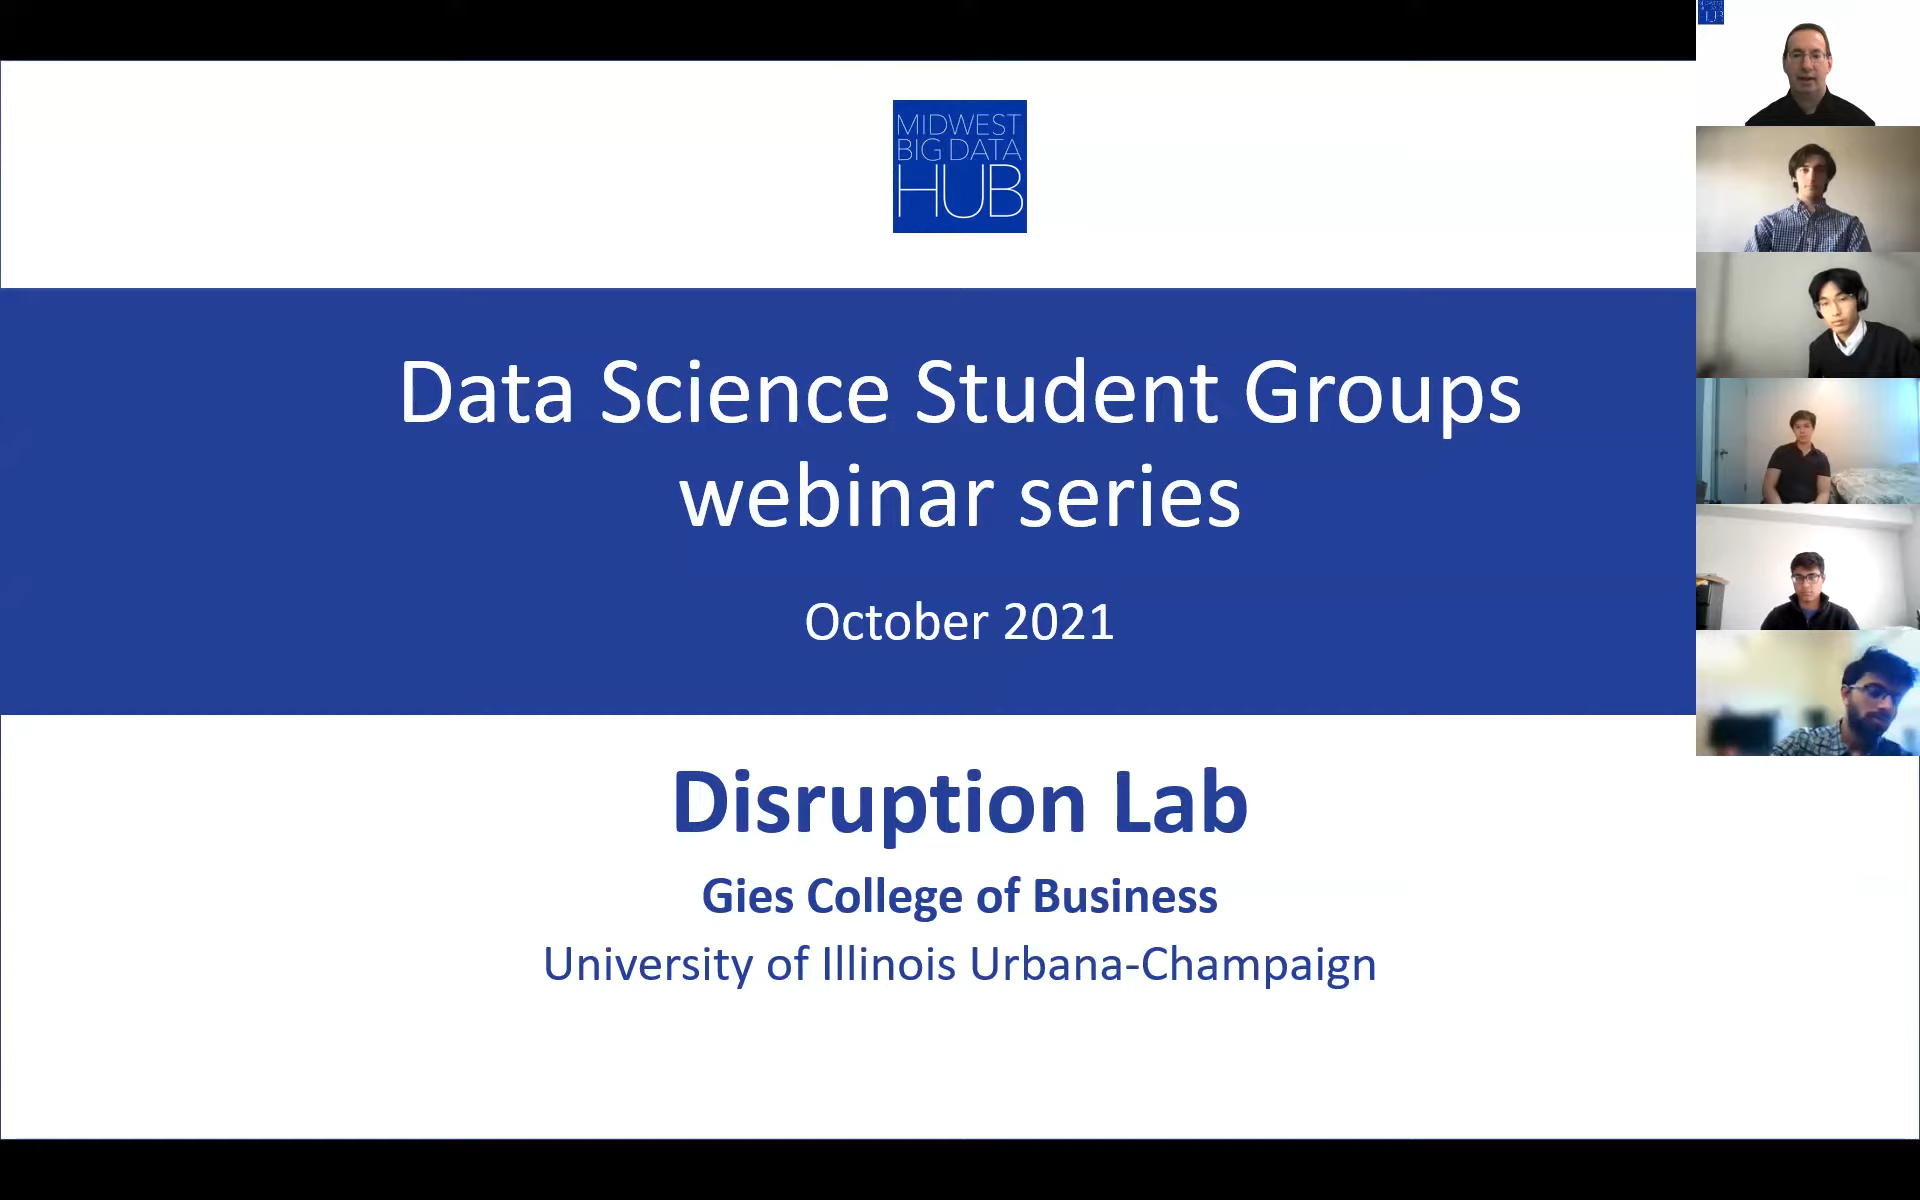 MIDWEST
BIG DATA
HUB
Data Science Student Groups
webinar series
October 2021
Disruption Lab
Gies College of Business
University of Illinois Urbana-Champaign
HUB